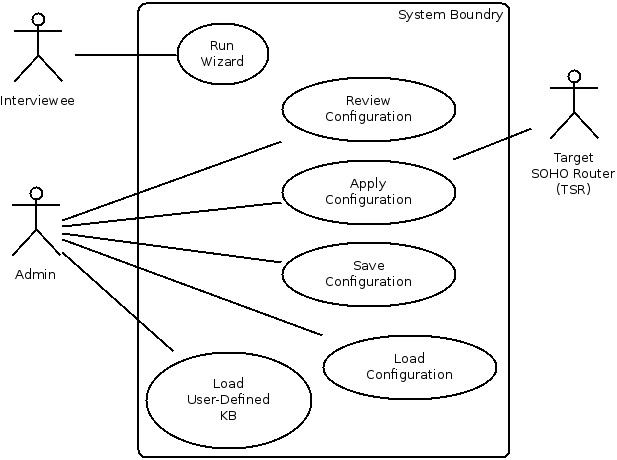 System Boundry
Run
Wizard
Interviewee
Review
Configuration
Target
SOHO Router
(TSR)
Apply
Configuration
Admin
Save
Configuration
Load
Configuration
Load
User-Defined
KB